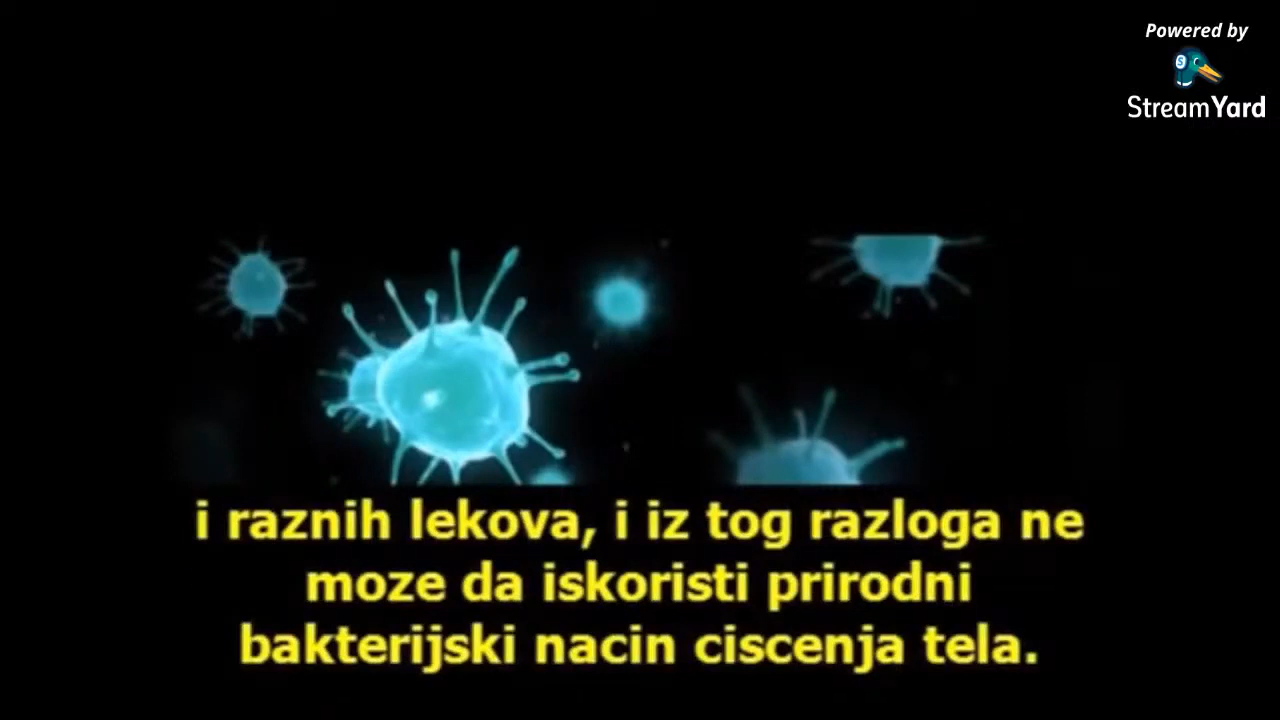 Powered by
StreamYard
i raznih lekova, i iz tog razloga ne
moze da iskoristi prirodni
bakterijski nacin ciscenja tela.